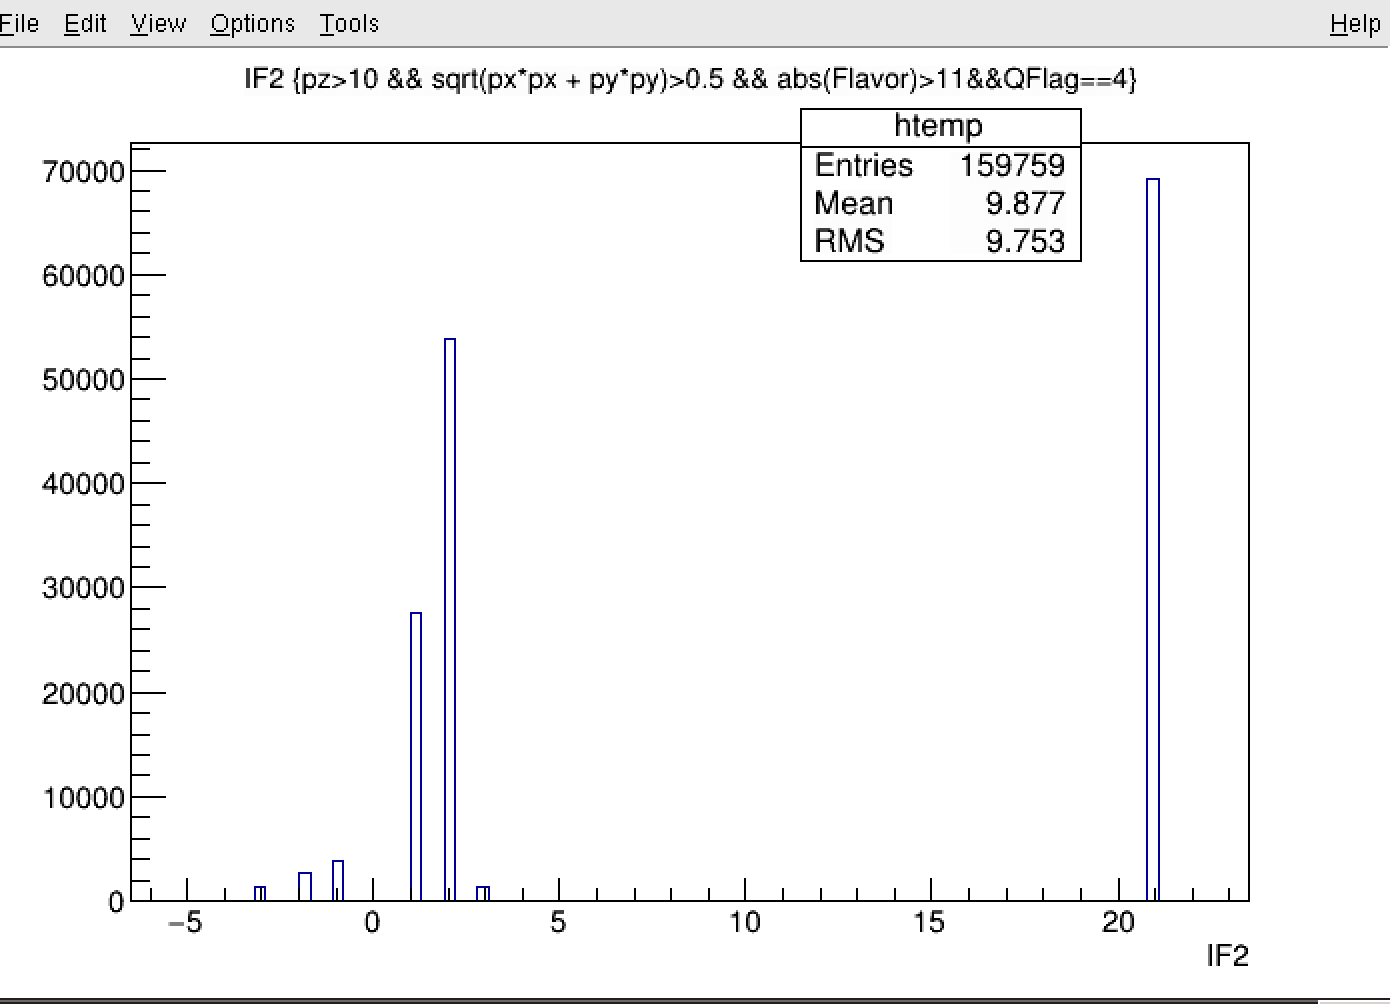 File Edit View Options Tools Help
IF2 {pz>10 && sqrt(px*px + py*py)>0.5 && abs(Flavor)>11&&QFlag==4}
htemp
Entries 159759
Mean 9.877
RMS 9.753
70000
60000
50000
40000
30000
20000
10000
0
−5 0 5 10 15 20
IF2